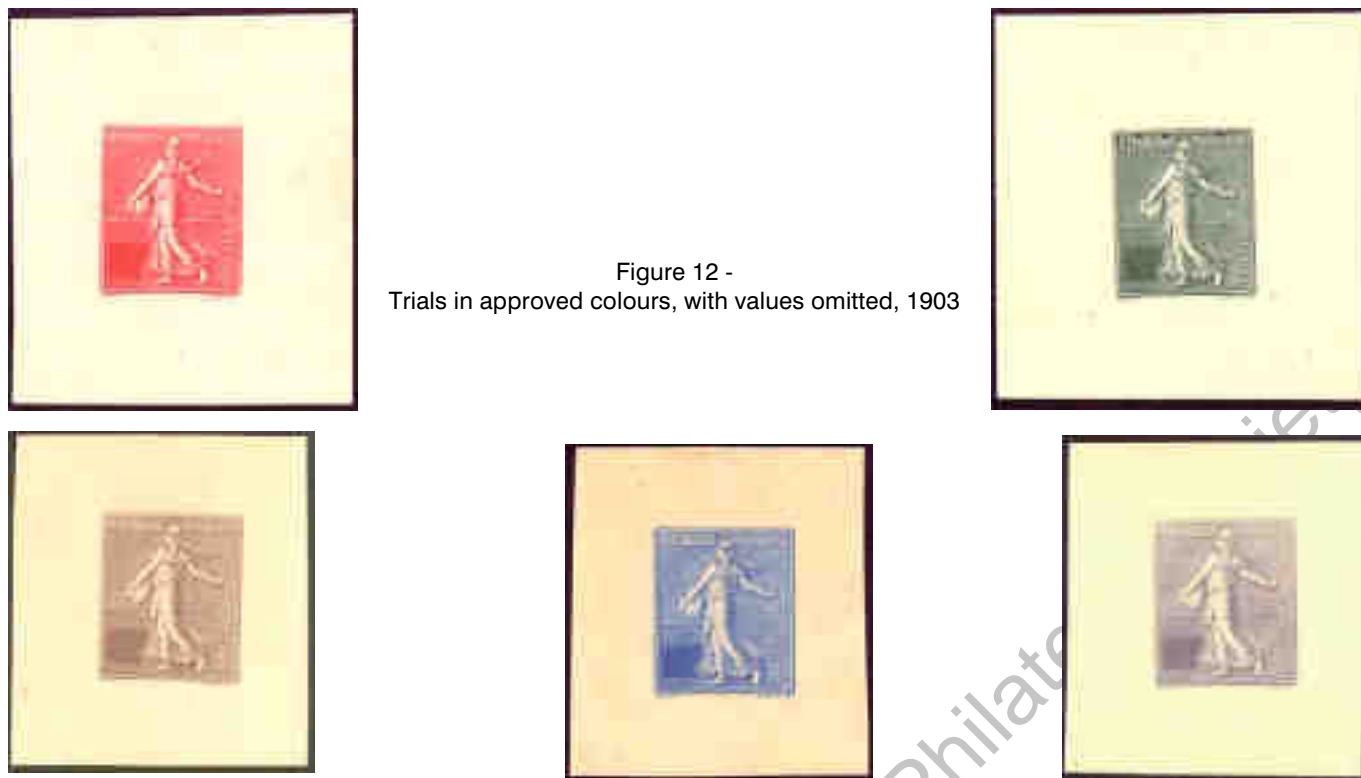 Figure 12 -
Trials in approved colours, with values omitted, 1903